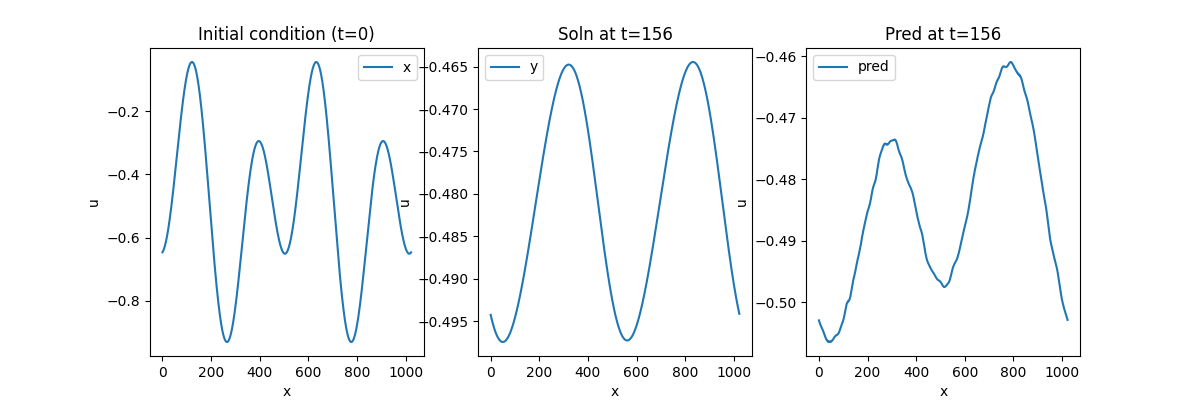 Initial condition (t=0)
x
−0.2
−0.4
−0.6
−0.8
u
0 200 400 600 800 1000
x
Soln at t=156
y
−0.465
−0.470
−0.475
−0.480
−0.485
−0.490
−0.495
u
0 200 400 600 800 1000
x
Pred at t=156
pred
−0.46
−0.47
−0.48
−0.49
−0.50
u
0 200 400 600 800 1000
x